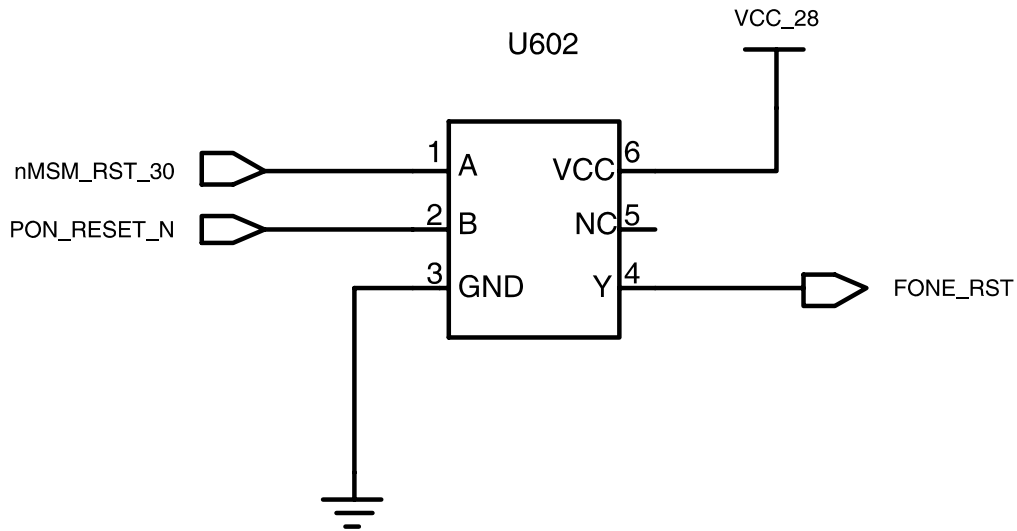 VCC_28
U602
nMSM_RST_30
1
A
VCC
6
PON_RESET_N
2
B
NC
5
3
GND
Y
4
FONE_RST